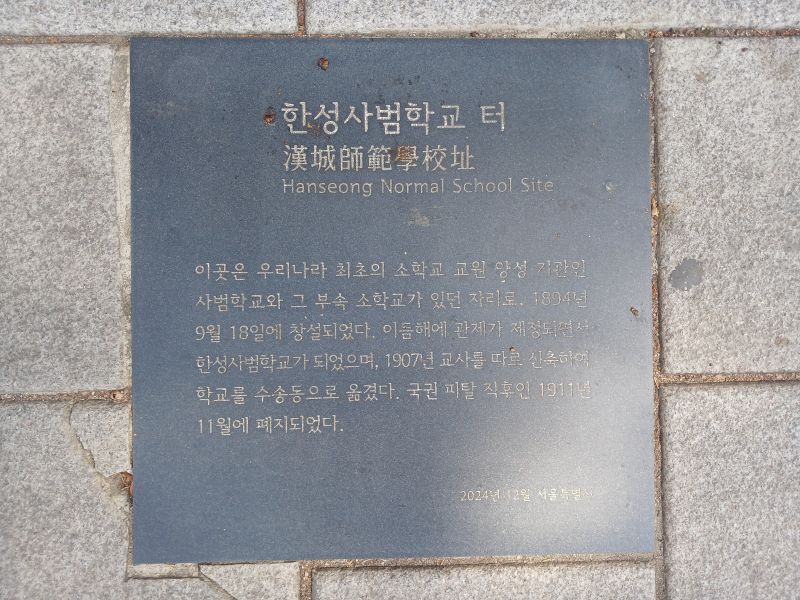 한성사범학교 터
漢城師範學校址
Hanseong Normal School Site
이곳은 우리나라 최초의 소학교 교원 양성 기관인
사범학교와 그 부속 소학교가 있던 자리로, 1894년
9월 18일에 창설되었다. 이듬해에 관제가 제정되면서
한성사범학교가 되었으며, 1907년 교사를 따로 신축하여
학교를 수송동으로 옮겼다. 국권 피탈 직후인 1911년
11월에 폐지되었다.
2024년 12월 서울특별시